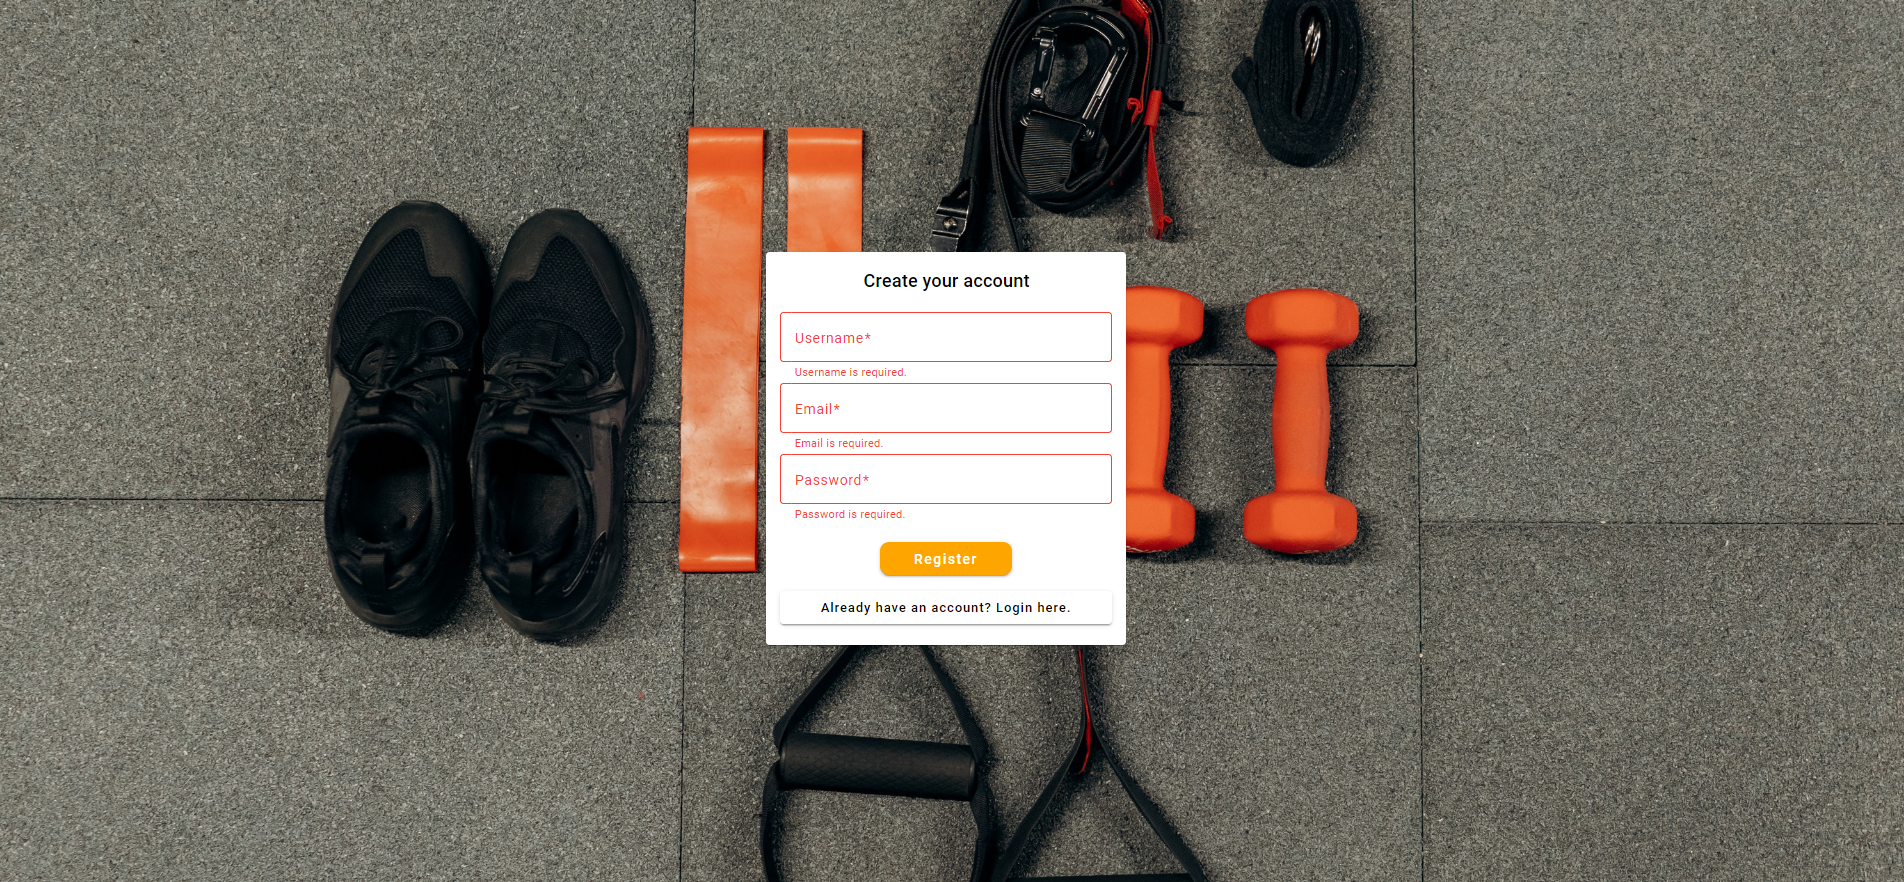 Create your account
Username*
Username is required.
Email*
Email is required.
Password*
Password is required.
Register
Already have an account? Login here.